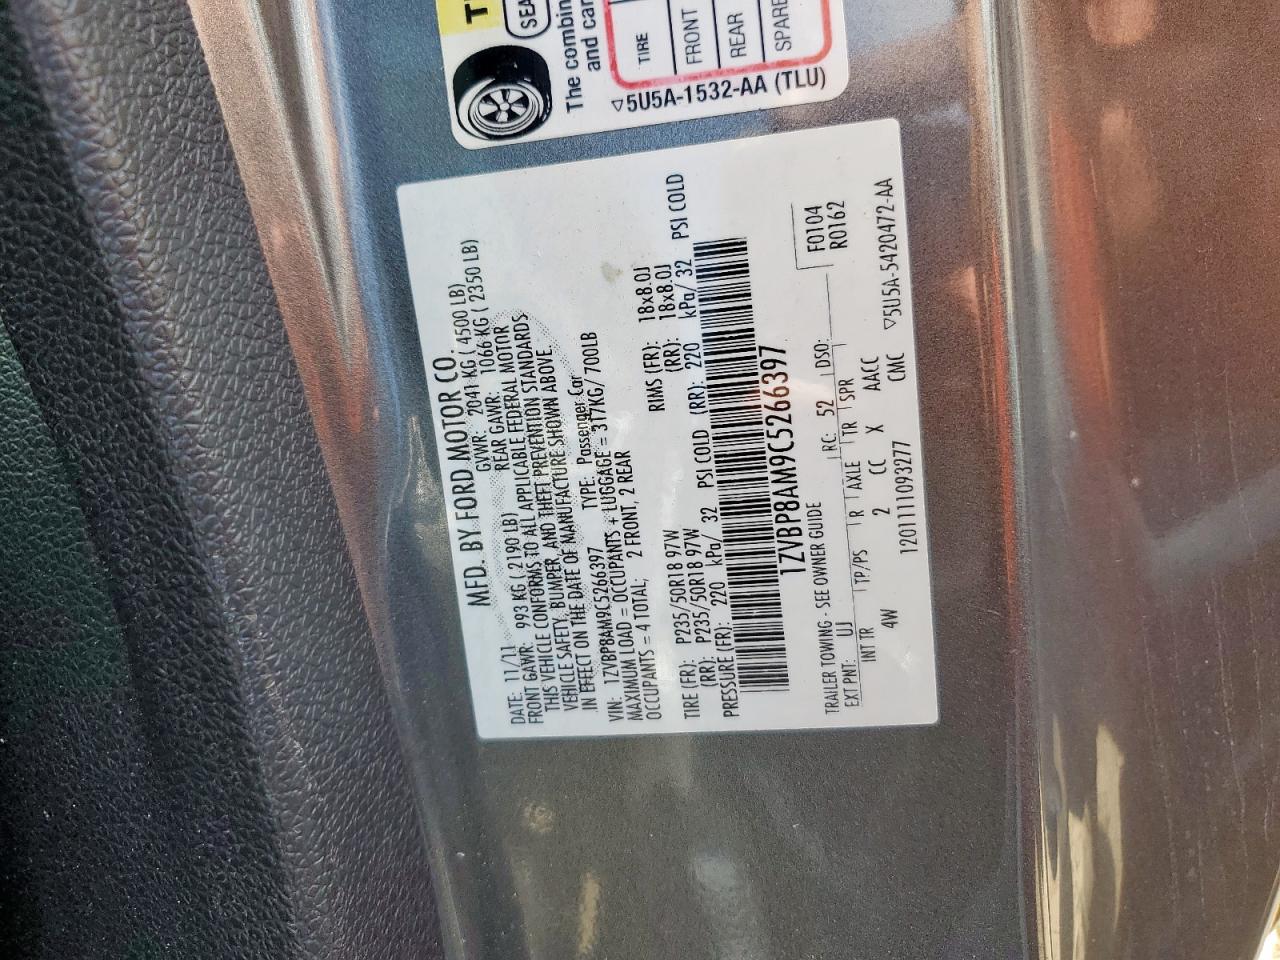 T
SEA
The combin
and car
TIRE
FRONT
REAR
SPARE
▽5U5A-1532-AA (TLU)
MFD. BY FORD MOTOR CO.
DATE: 11/11 GVWR: 2041 KG ( 4500 LB)
FRONT GAWR: 993 KG ( 2190 LB) REAR GAWR: 1066 KG ( 2350 LB)
THIS VEHICLE CONFORMS TO ALL APPLICABLE FEDERAL MOTOR
VEHICLE SAFETY, BUMPER, AND THEFT PREVENTION STANDARDS
IN EFFECT ON THE DATE OF MANUFACTURE SHOWN ABOVE.
VIN: 1ZVBP8AM9C5266397 TYPE: Passenger Car
MAXIMUM LOAD = OCCUPANTS + LUGGAGE = 317KG/ 700LB
OCCUPANTS = 4 TOTAL; 2 FRONT, 2 REAR
TIRE (FR): P235/50R18 97W RIMS (FR): 18x8.0J
(RR): P235/50R18 97W (RR): 18x8.0J
PRESSURE (FR): 220 kPa/ 32 PSI COLD (RR): 220 kPa/ 32 PSI COLD
1ZVBP8AM9C5266397
F0104
R0162
TRAILER TOWING - SEE OWNER GUIDE
EXT PNT: UJ RC: 52 DSO:
INT TR TP/PS R AXLE TR SPR
4W 2 CC X AACC
CMC
1201111093277
▽5U5A-5420472-AA